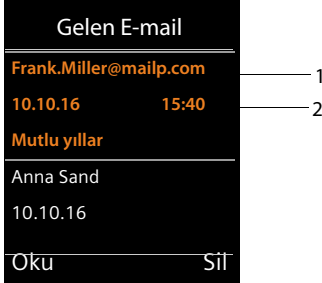 Gelen E-mail
Frank.Miller@mailp.com 1
10.10.16 15:40 2
Mutlu yıllar
Anna Sand
10.10.16
Oku Sil